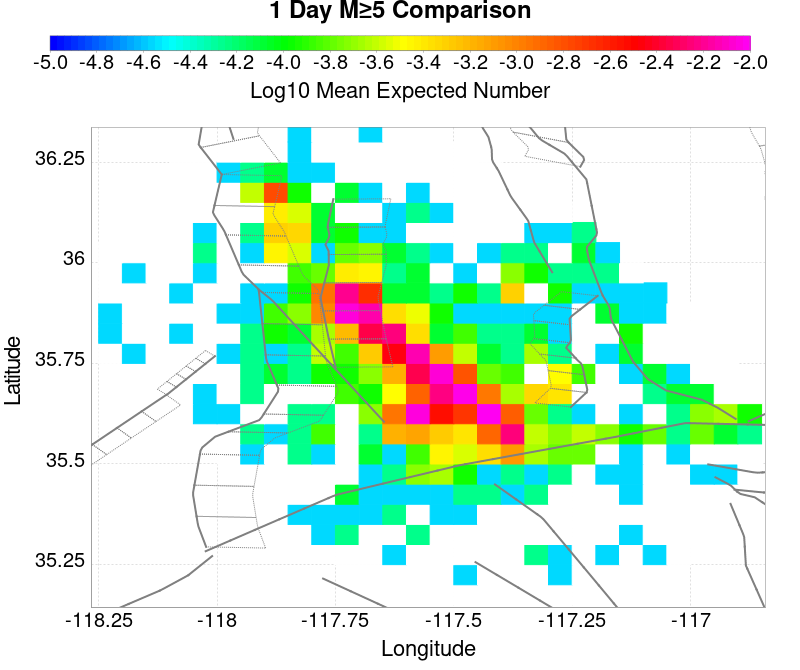 1 Day M≥5 Comparison
-5.0 -4.8 -4.6 -4.4 -4.2 -4.0 -3.8 -3.6 -3.4 -3.2 -3.0 -2.8 -2.6 -2.4 -2.2 -2.0
Log10 Mean Expected Number
36.25
36
35.75
35.5
35.25
Latitude
-118.25 -118 -117.75 -117.5 -117.25 -117
Longitude